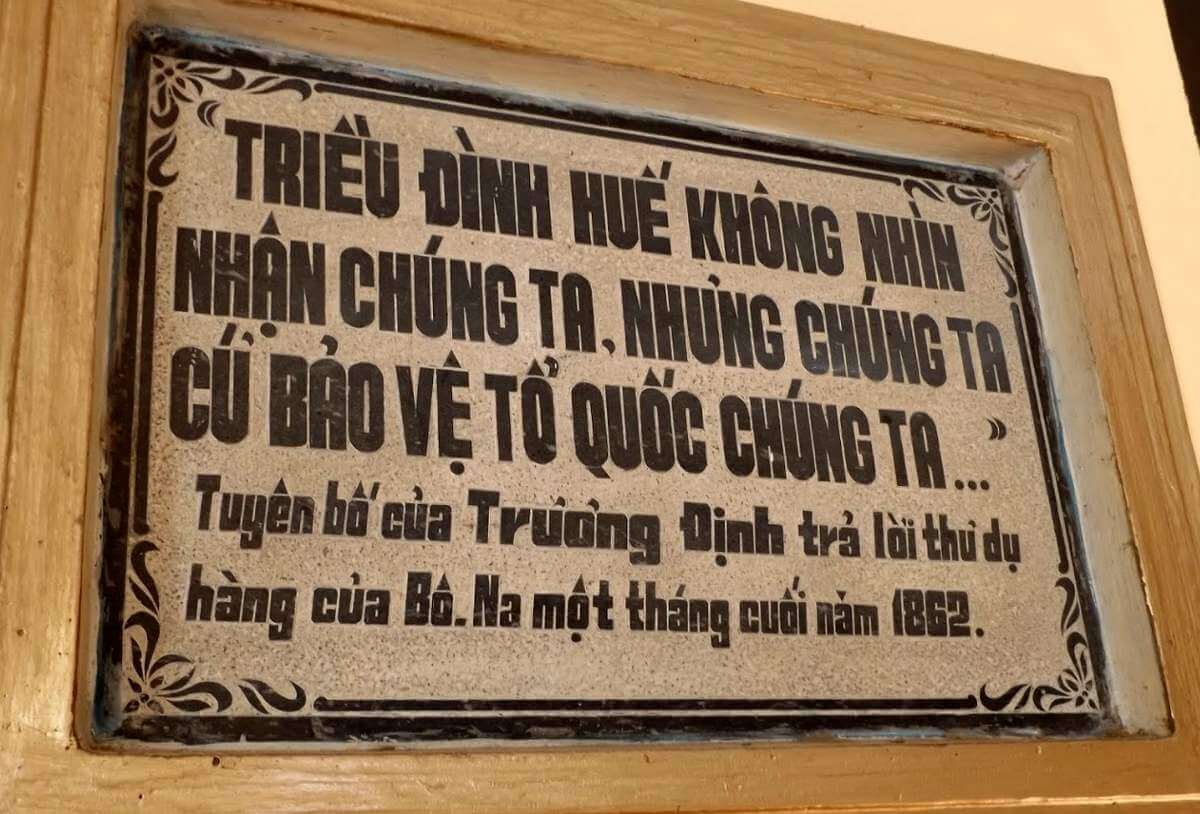 “TRIỀU ĐÌNH HUẾ KHÔNG NHÌN
NHẬN CHÚNG TA, NHƯNG CHÚNG TA
CỨ BẢO VỆ TỔ QUỐC CHÚNG TA...”
Tuyên bố của Trương Định trả lời thư dụ
hàng của Bô.Na một tháng cuối năm 1862.